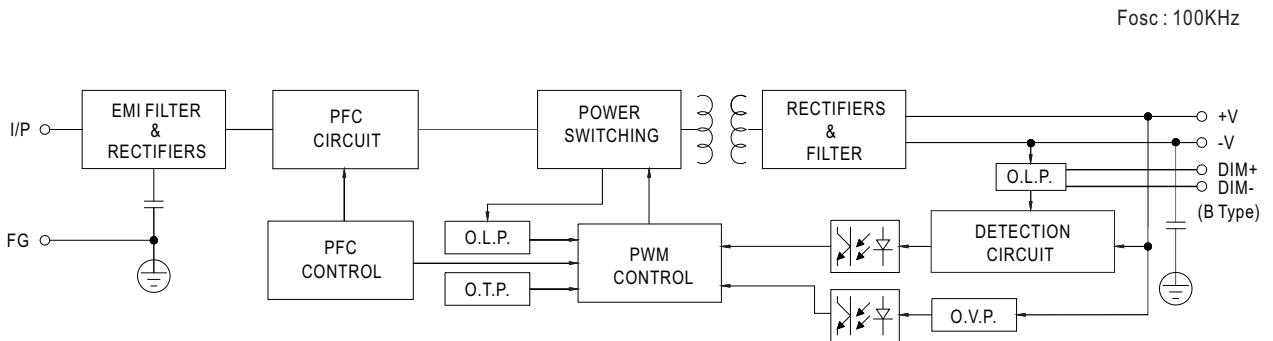 Fosc : 100KHz
I/P
EMI FILTER
&
RECTIFIERS
PFC
CIRCUIT
POWER
SWITCHING
RECTIFIERS
&
FILTER
+V
-V
DIM+
DIM-
(B Type)
O.L.P.
FG
PFC
CONTROL
O.L.P.
O.T.P.
PWM
CONTROL
DETECTION
CIRCUIT
O.V.P.